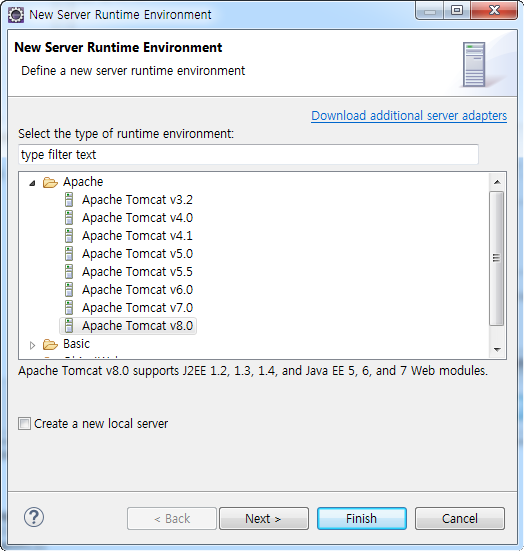 New Server Runtime Environment
New Server Runtime Environment
Define a new server runtime environment
Download additional server adapters
Select the type of runtime environment:
type filter text
Apache
Apache Tomcat v3.2
Apache Tomcat v4.0
Apache Tomcat v4.1
Apache Tomcat v5.0
Apache Tomcat v5.5
Apache Tomcat v6.0
Apache Tomcat v7.0
Apache Tomcat v8.0
Basic
Apache Tomcat v8.0 supports J2EE 1.2, 1.3, 1.4, and Java EE 5, 6, and 7 Web modules.
Create a new local server
? < Back Next > Finish Cancel